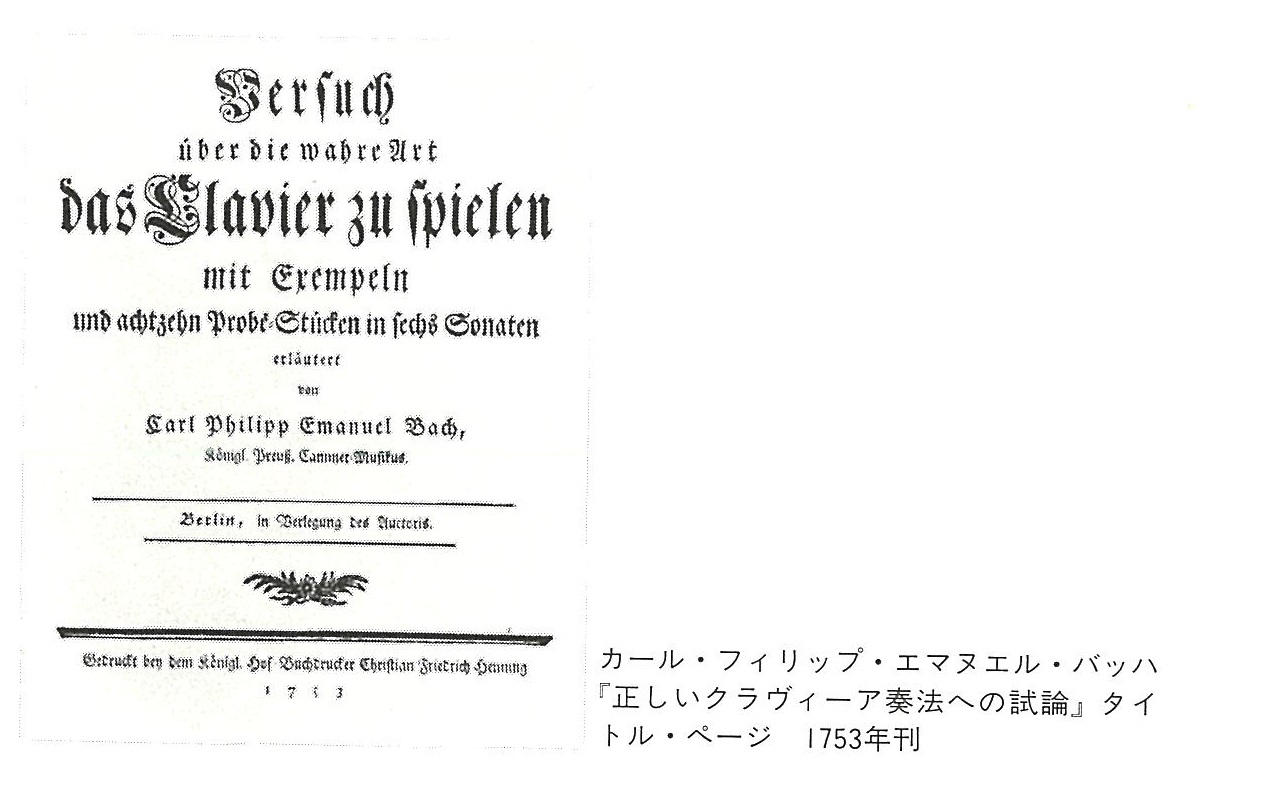 Versuch
über die wahre Art
das Clavier zu spielen
mit Exempeln
und achtzehn Probe-Stücken in sechs Sonaten
erläutert
von
Carl Philipp Emanuel Bach,
Königl. Preuß. Cammer-Musikus.
Berlin, in Verlegung des Auctoris.
Gedruckt bey dem Königl. Hof-Buchdrucker Christian Friedrich Henning
1753
カール・フィリップ・エマヌエル・バッハ
『正しいクラヴィーア奏法への試論』タイ
トル・ページ　1753年刊